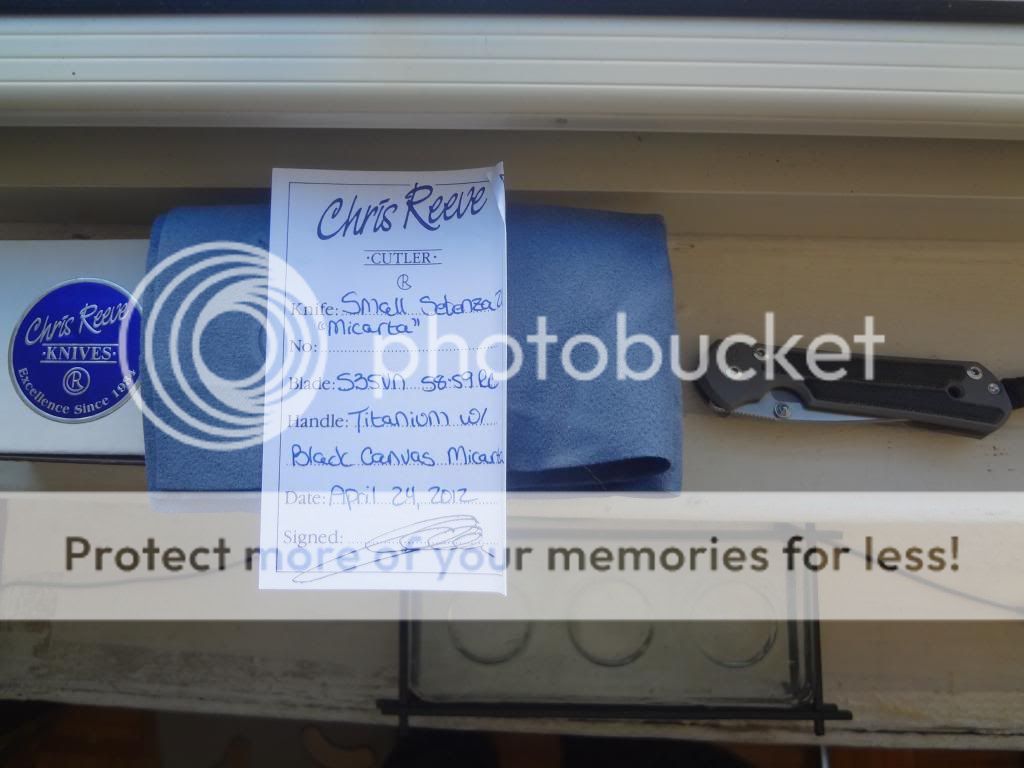 Chris Reeve
·CUTLER·
®
Knife: Small Sebenza 21
"Micarta"
No:
Blade: S35VN 58:59 RC
Handle: Titanium w/
Black Canvas Micarta
Date: April 24, 2012
Signed:
Chris Reeve
·KNIVES·
®
Excellence Since 1984
photobucket
Protect more of your memories for less!